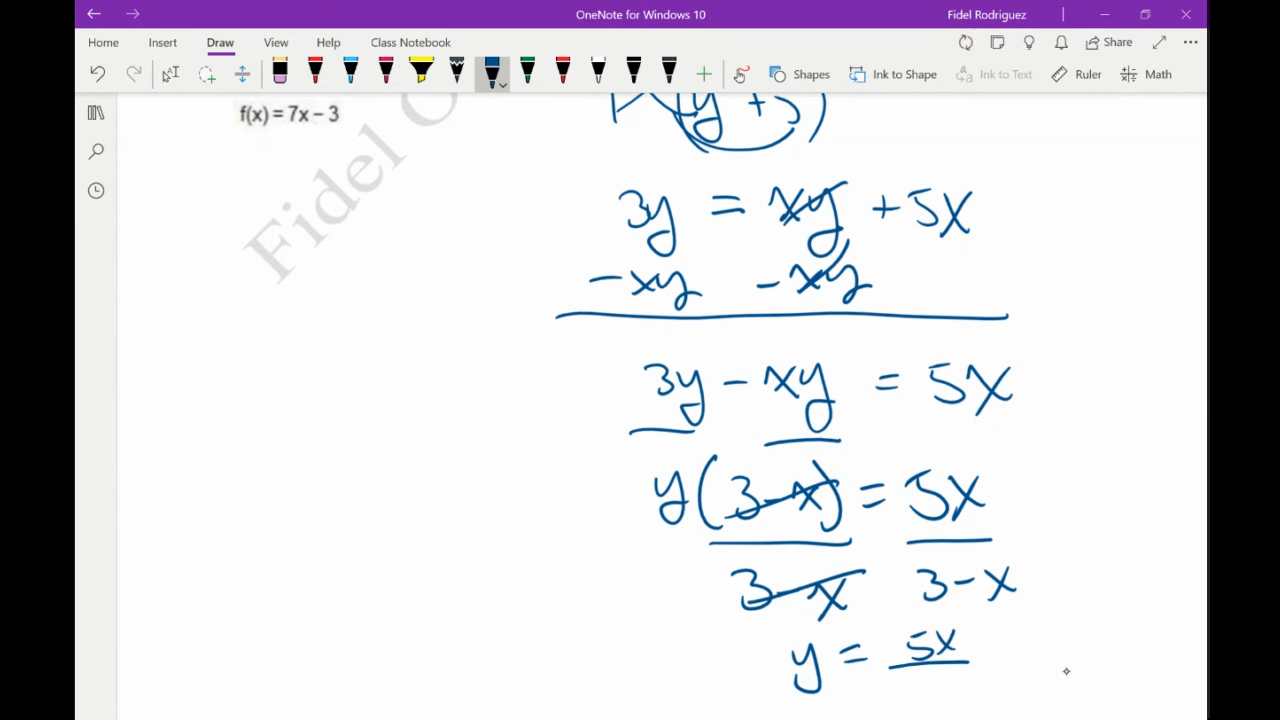 OneNote for Windows 10
Fidel Rodriguez
Home Insert Draw View Help Class Notebook
Share
Shapes Ink to Shape Ink to Text Ruler Math
f(x) = 7x – 3
(y + 5)
Fidel
3y = xy + 5x
-xy -xy
3y - xy = 5x
y(3-x) = 5x
3-x 3-x
y = 5x